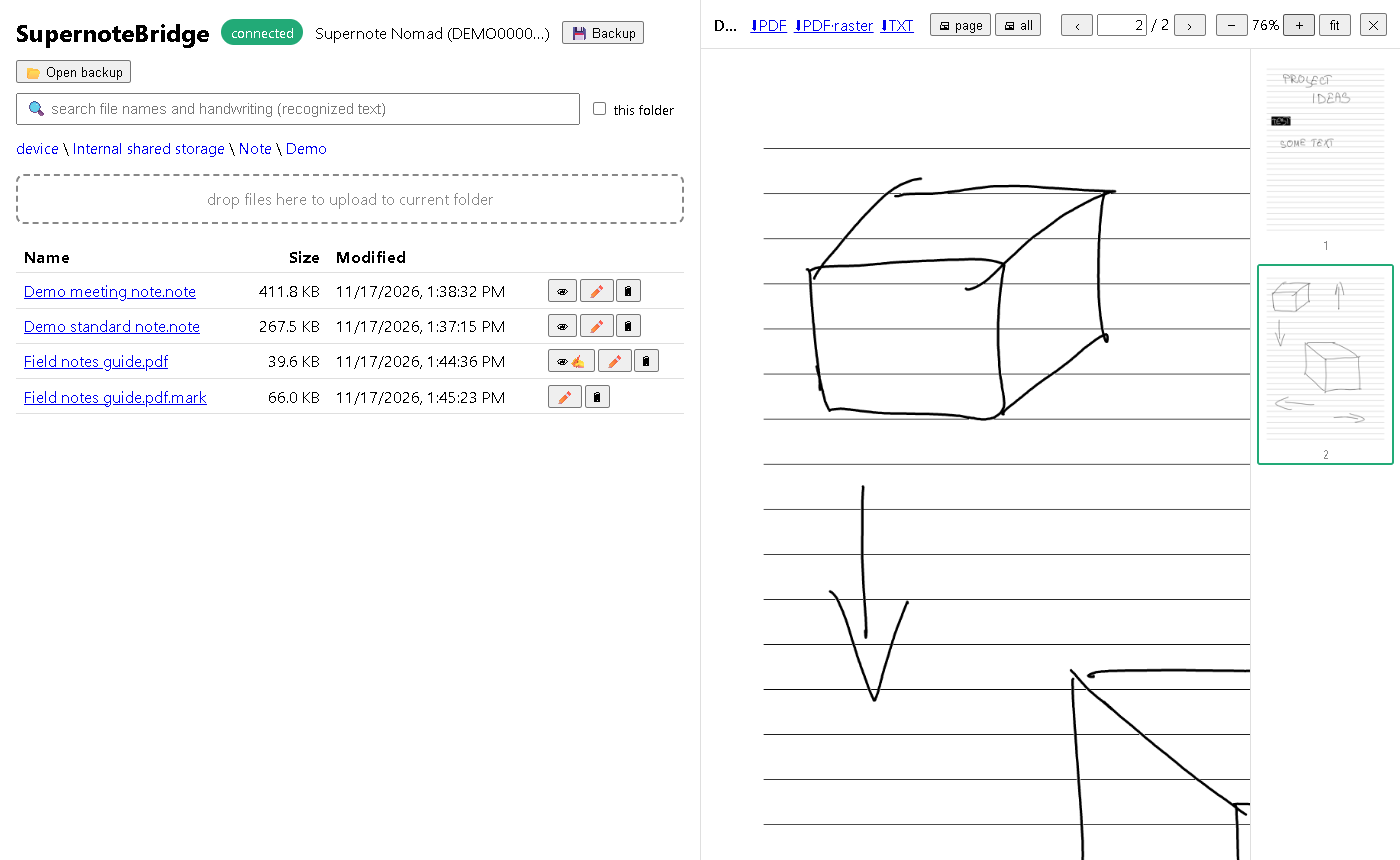 SupernoteBridge connected Supernote Nomad (DEMO0000...) Backup
Open backup
search file names and handwriting (recognized text) this folder
device \ Internal shared storage \ Note \ Demo
drop files here to upload to current folder
Name Size Modified
Demo meeting note.note 411.8 KB 11/17/2026, 1:38:32 PM
Demo standard note.note 267.5 KB 11/17/2026, 1:37:15 PM
Field notes guide.pdf 39.6 KB 11/17/2026, 1:44:36 PM
Field notes guide.pdf.mark 66.0 KB 11/17/2026, 1:45:23 PM
D... ⬇PDF ⬇PDF·raster ⬇TXT page all ‹ 2 / 2 › − 76% + fit ×
PROJECT
IDEAS
TEXT
SOME TEXT
1
2